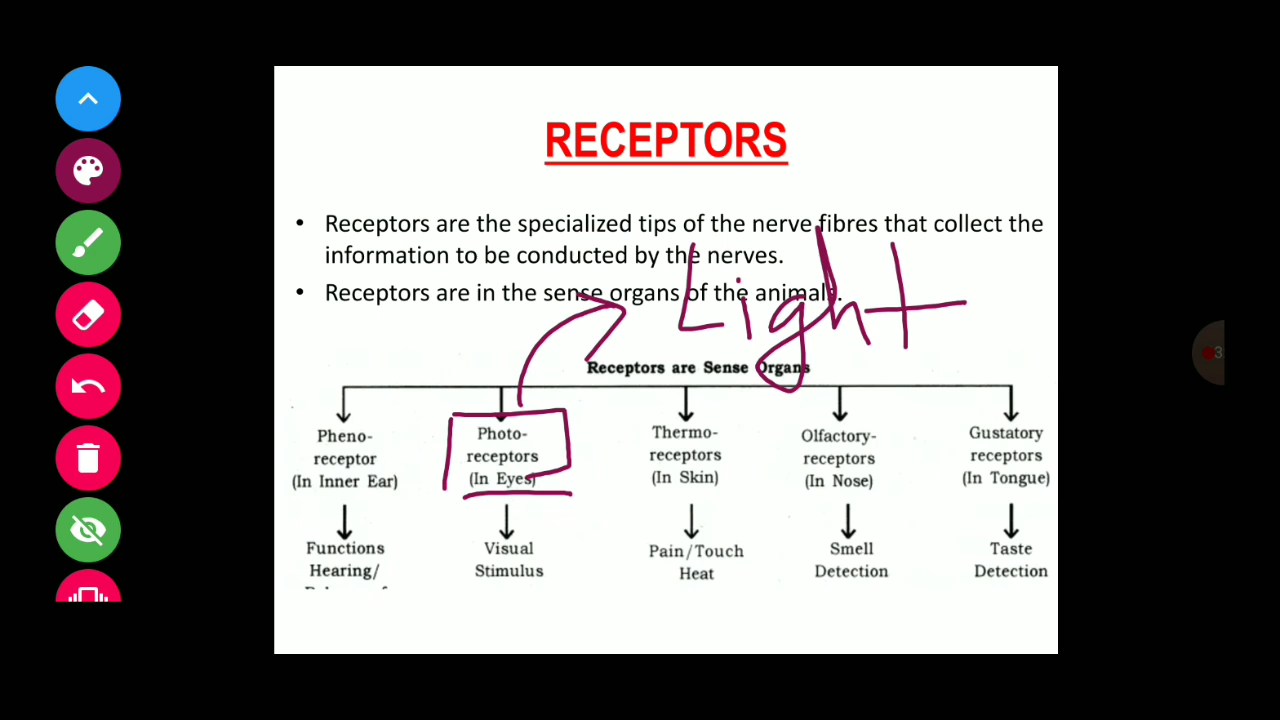 RECEPTORS
• Receptors are the specialized tips of the nerve fibres that collect the
information to be conducted by the nerves.
• Receptors are in the sense organs of the animals.
Light
Receptors are Sense Organs
Pheno-
receptor
(In Inner Ear)
Photo-
receptors
(In Eyes)
Thermo-
receptors
(In Skin)
Olfactory-
receptors
(In Nose)
Gustatory
receptors
(In Tongue)
Functions
Hearing/
Visual
Stimulus
Pain/Touch
Heat
Smell
Detection
Taste
Detection
3